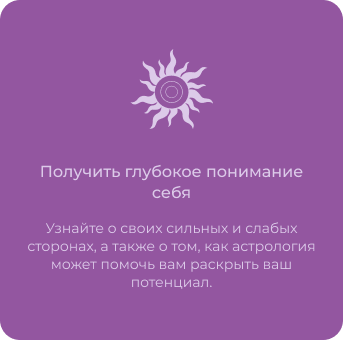 Получить глубокое понимание
себя
Узнайте о своих сильных и слабых
сторонах, а также о том, как астрология
может помочь вам раскрыть ваш
потенциал.